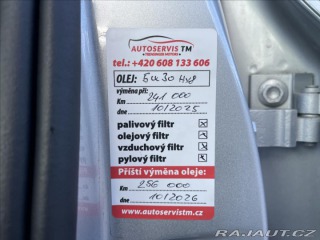 AUTOSERVIS TM
tel.: +420 608 133 606
OLEJ: 5w30
výměna při:
Km 241 000
dne 10/2025
palivový filtr
olejový filtr
vzduchový filtr
pylový filtr
Příští výměna oleje:
Km 256 000
dne 10/2026
www.autoservistm.cz
RAJAUT.CZ